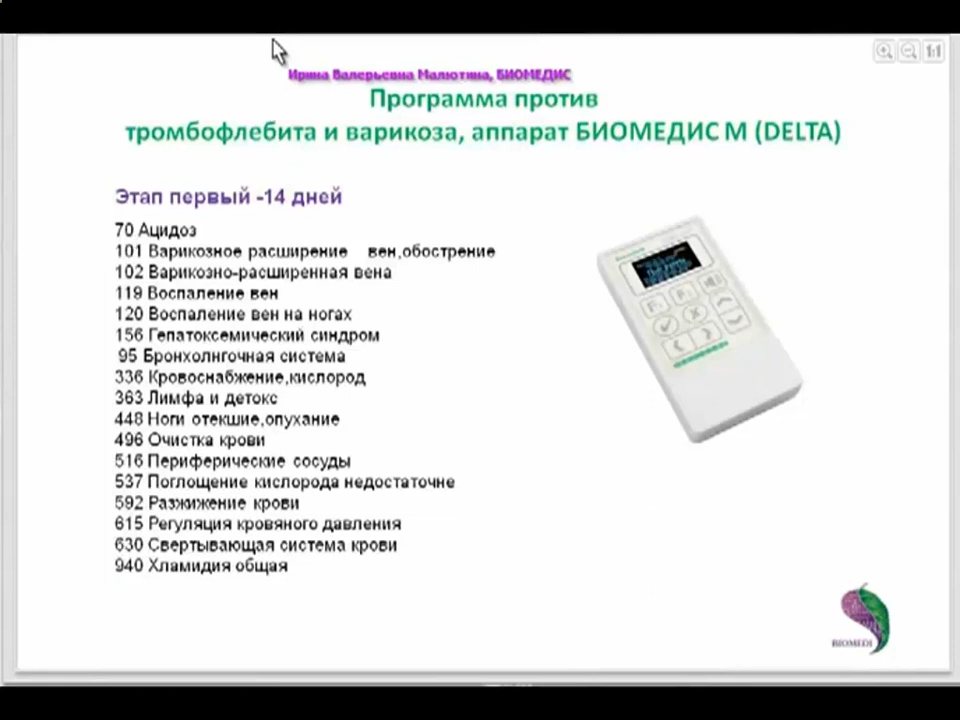 Ирина Валерьевна Малютина, БИОМЕДИС
Программа против
тромбофлебита и варикоза, аппарат БИОМЕДИС М (DELTA)
Этап первый -14 дней
70 Ацидоз
101 Варикозное расширение вен,обострение
102 Варикозно-расширенная вена
119 Воспаление вен
120 Воспаление вен на ногах
156 Гепатоксемический синдром
95 Бронхолнгочная система
336 Кровоснабжение,кислород
363 Лимфа и детокс
448 Ноги отекшие,опухание
496 Очистка крови
516 Периферические сосуды
537 Поглощение кислорода недостаточне
592 Разжижение крови
615 Регуляция кровяного давления
630 Свертывающая система крови
940 Хламидия общая
BIOMEDI
1:1